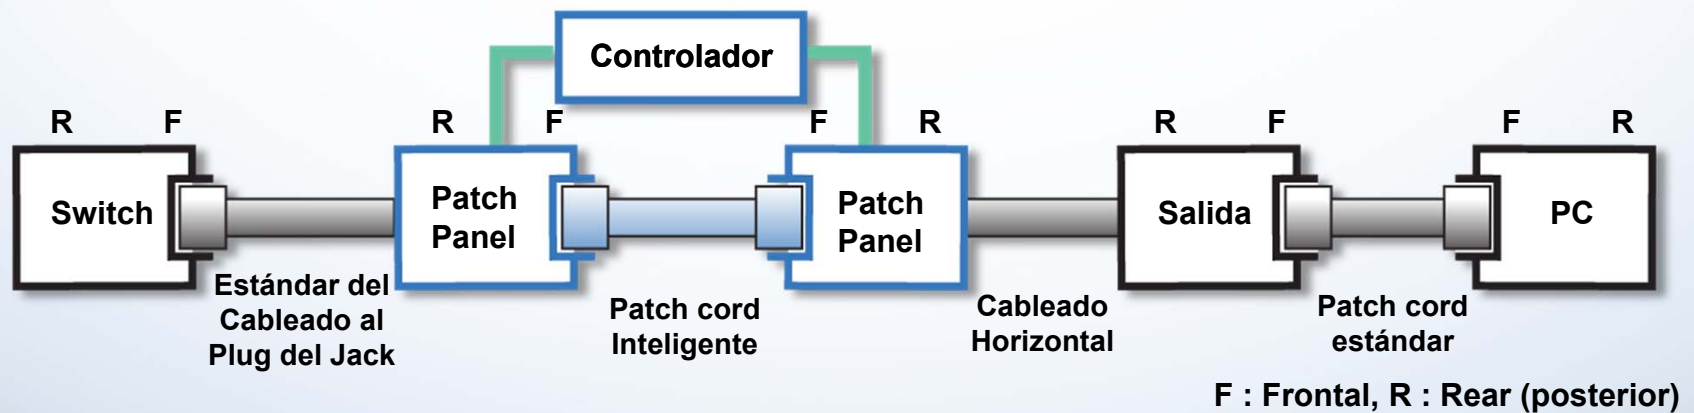 Controlador
R F R F F R R F F R
Switch
Patch
Panel
Patch
Panel
Salida
PC
Estándar del
Cableado al
Plug del Jack
Patch cord
Inteligente
Cableado
Horizontal
Patch cord
estándar
F : Frontal, R : Rear (posterior)